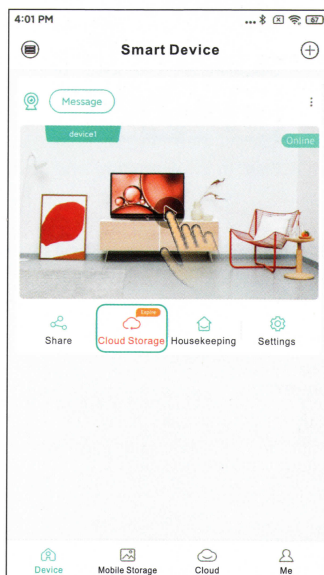 4:01 PM
67
Smart Device
Message
device1
Online
Expire
Share
Cloud Storage
Housekeeping
Settings
Device
Mobile Storage
Cloud
Me